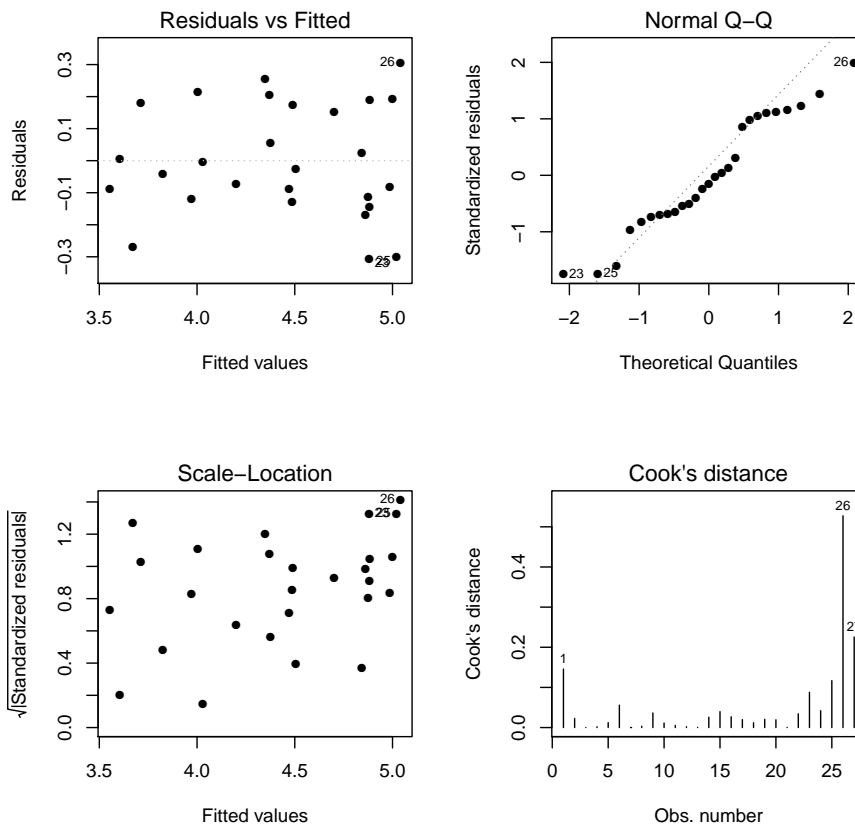 Residuals vs Fitted
Residuals
−0.3
−0.1
0.1
0.3
3.5 4.0 4.5 5.0
Fitted values
26
25
23
Normal Q−Q
Standardized residuals
−1
0
1
2
−2 −1 0 1 2
Theoretical Quantiles
26
23 25
Scale−Location
√|Standardized residuals|
0.0
0.4
0.8
1.2
3.5 4.0 4.5 5.0
Fitted values
26
23
25
Cook's distance
Cook's distance
0.0
0.2
0.4
0 5 10 15 20 25
Obs. number
26
1